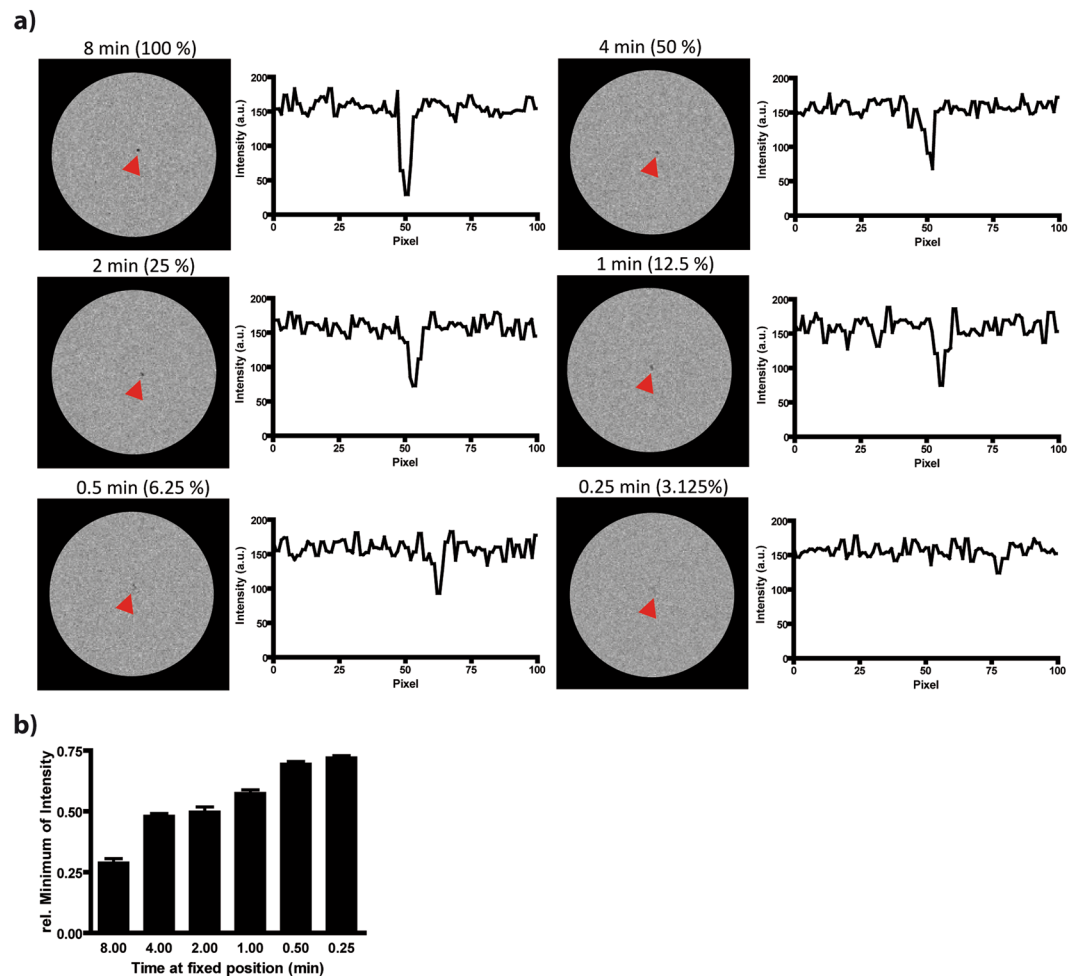 a)
8 min (100 %)
4 min (50 %)
200
150
100
50
0
Intensity (a.u.)
0 25 50 75 100
Pixel
200
150
100
50
0
Intensity (a.u.)
0 25 50 75 100
Pixel
2 min (25 %)
1 min (12.5 %)
200
150
100
50
0
Intensity (a.u.)
0 25 50 75 100
Pixel
200
150
100
50
0
Intensity (a.u.)
0 25 50 75 100
Pixel
0.5 min (6.25 %)
0.25 min (3.125%)
200
150
100
50
0
Intensity (a.u.)
0 25 50 75 100
Pixel
200
150
100
50
0
Intensity (a.u.)
0 25 50 75 100
Pixel
b)
rel. Minimum of Intensity
0.75
0.50
0.25
0.00
8.00 4.00 2.00 1.00 0.50 0.25
Time at fixed position (min)